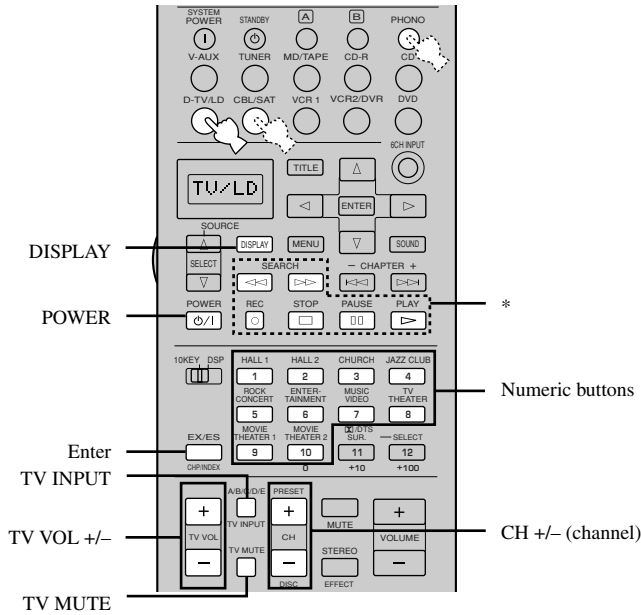 SYSTEM
POWER STANDBY A B PHONO
V-AUX TUNER MD/TAPE CD-R CD
D-TV/LD CBL/SAT VCR 1 VCR2/DVR DVD
6CH INPUT
TITLE
TV/LD
ENTER
SOURCE
DISPLAY DISPLAY MENU SOUND
SELECT SEARCH – CHAPTER +
POWER POWER REC STOP PAUSE PLAY *
10KEY DSP HALL 1 HALL 2 CHURCH JAZZ CLUB
1 2 3 4
Numeric buttons
ROCK CONCERT ENTER-TAINMENT MUSIC VIDEO TV THEATER
5 6 7 8
MOVIE THEATER 1 MOVIE THEATER 2 /DTS SUR. — SELECT
Enter EX/ES 9 10 11 12
CHP/INDEX 0 +10 +100
TV INPUT A/B/C/D/E PRESET
TV VOL +/– + TV VOL – TV INPUT + CH – MUTE + VOLUME –
CH +/– (channel)
TV MUTE STEREO
TV MUTE DISC EFFECT